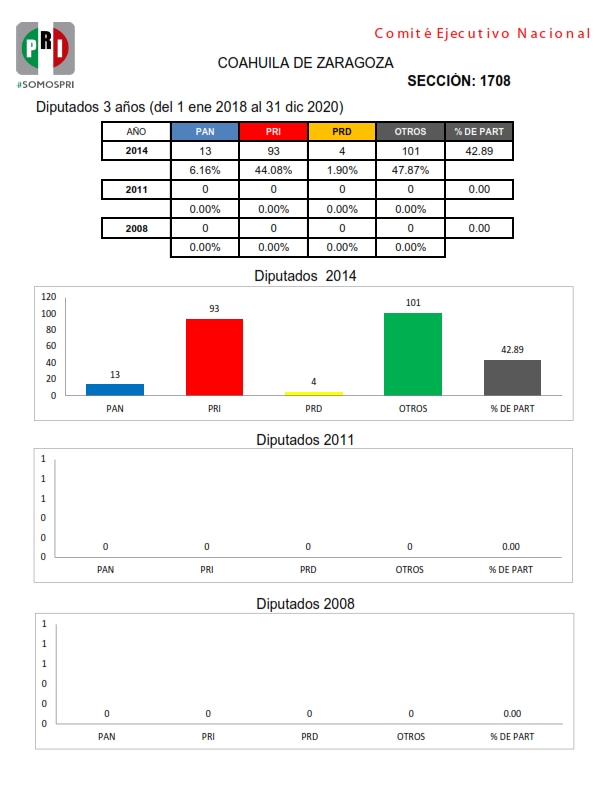 PRI
#SOMOSPRI
Comité Ejecutivo Nacional
COAHUILA DE ZARAGOZA
SECCIÓN: 1708
Diputados 3 años (del 1 ene 2018 al 31 dic 2020)
AÑO PAN PRI PRD OTROS % DE PART
2014 13 93 4 101 42.89
6.16% 44.08% 1.90% 47.87%
2011 0 0 0 0 0.00
0.00% 0.00% 0.00% 0.00%
2008 0 0 0 0 0.00
0.00% 0.00% 0.00% 0.00%
Diputados 2014
120
100
80
60
40
20
0
13 93 4 101 42.89
PAN PRI PRD OTROS % DE PART
Diputados 2011
1
1
1
0
0
0
0 0 0 0 0.00
PAN PRI PRD OTROS % DE PART
Diputados 2008
1
1
1
0
0
0
0 0 0 0 0.00
PAN PRI PRD OTROS % DE PART